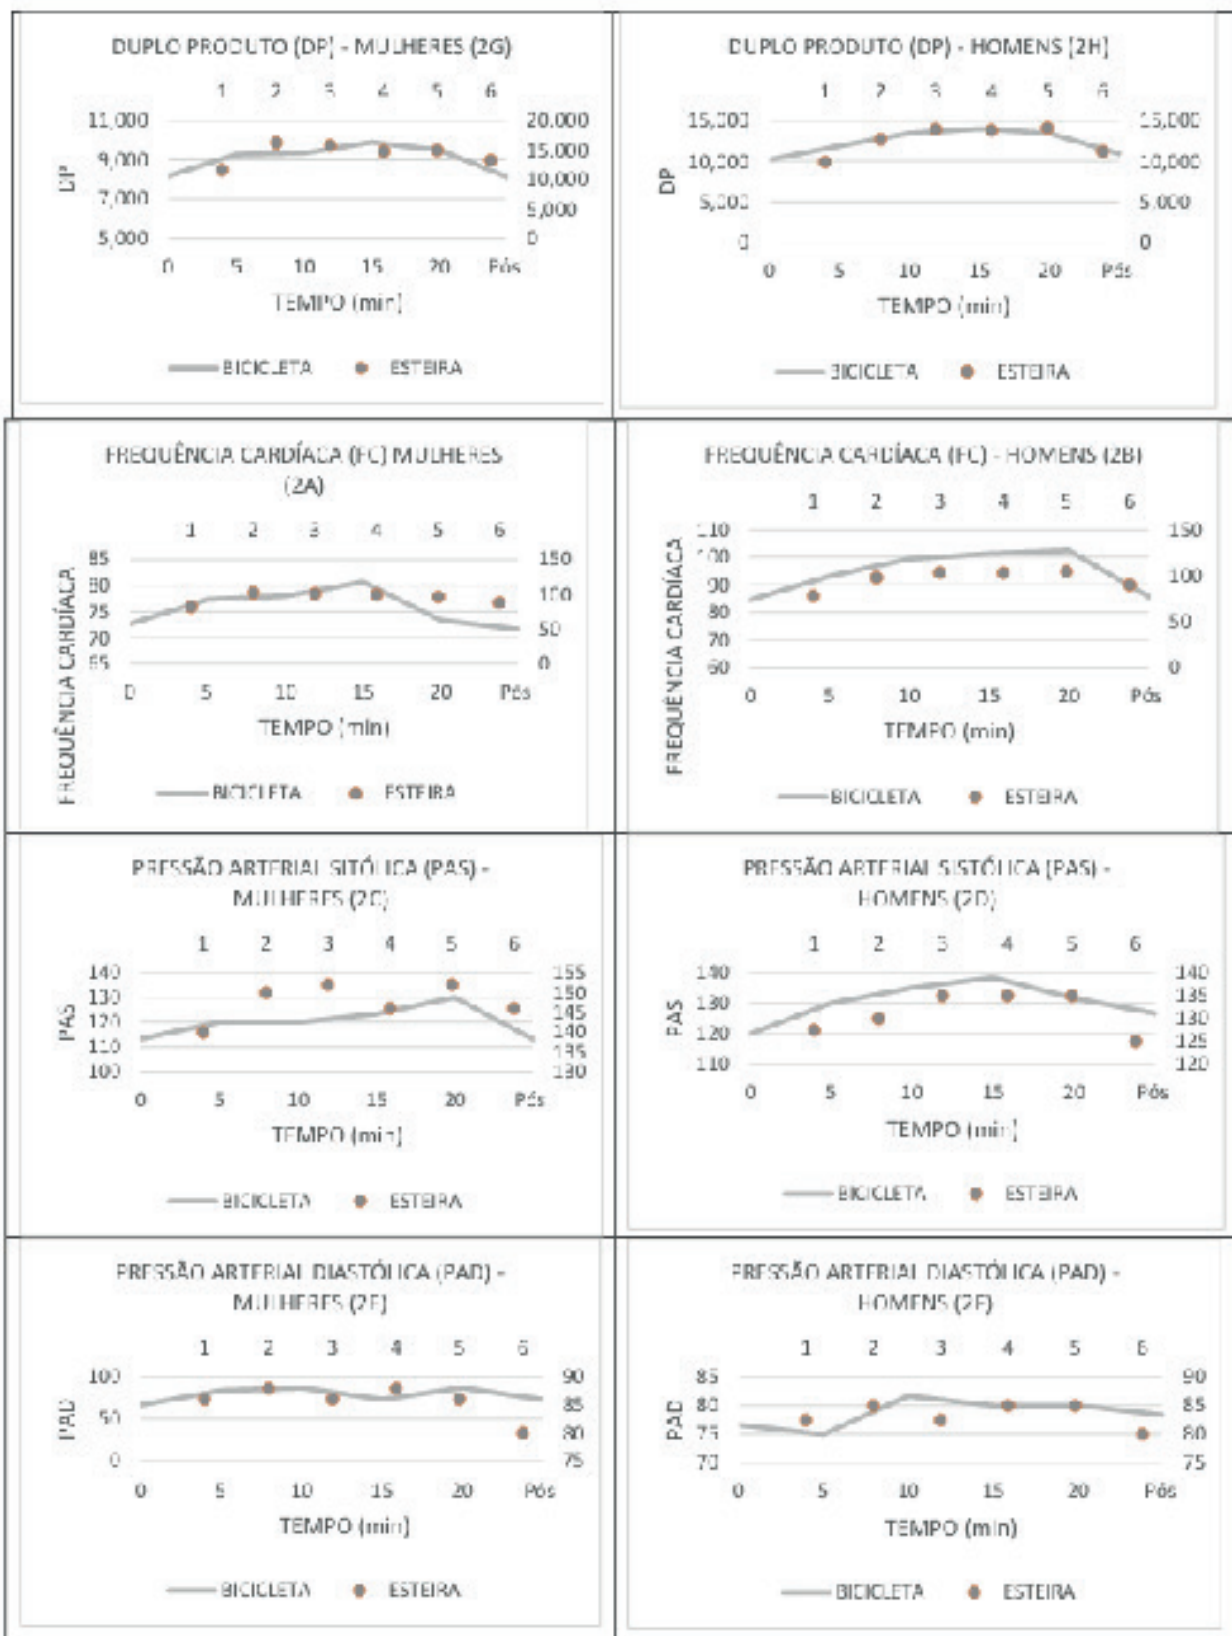 DUPLO PRODUTO (DP) - MULHERES (2G)
1 2 3 4 5 6
11,000 20.000
9,000 15.000
10,000
7,000 5,000
5,000 0
DP
0 5 10 15 20 Pós
TEMPO (min)
BICICLETA ESTEIRA
DUPLO PRODUTO (DP) - HOMENS (2H)
1 2 3 4 5 6
15,000 15,000
10,000 10,000
5,000 5,000
0 0
DP
0 5 10 15 20 Pós
TEMPO (min)
BICICLETA ESTEIRA
FREQUÊNCIA CARDÍACA (FC) MULHERES
(2A)
1 2 3 4 5 6
85 150
80 100
75
70 50
65 0
FREQUÊNCIA CARDÍACA
0 5 10 15 20 Pós
TEMPO (min)
BICICLETA ESTEIRA
FREQUÊNCIA CARDÍACA (FC) - HOMENS (2B)
1 2 3 4 5 6
110 150
100
90 100
80
70 50
60 0
FREQUÊNCIA CARDÍACA
0 5 10 15 20 Pós
TEMPO (min)
BICICLETA ESTEIRA
PRESSÃO ARTERIAL SITÓLICA (PAS) -
MULHERES (2C)
1 2 3 4 5 6
140 155
130 150
145
120 140
110 135
100 130
PAS
0 5 10 15 20 Pós
TEMPO (min)
BICICLETA ESTEIRA
PRESSÃO ARTERIAL SISTÓLICA (PAS) -
HOMENS (2D)
1 2 3 4 5 6
140 140
130 135
130
120 125
110 120
PAS
0 5 10 15 20 Pós
TEMPO (min)
BICICLETA ESTEIRA
PRESSÃO ARTERIAL DIASTÓLICA (PAD) -
MULHERES (2E)
1 2 3 4 5 6
100 90
85
50
80
0 75
PAD
0 5 10 15 20 Pós
TEMPO (min)
BICICLETA ESTEIRA
PRESSÃO ARTERIAL DIASTÓLICA (PAD) -
HOMENS (2F)
1 2 3 4 5 6
85 90
80 85
75 80
70 75
PAD
0 5 10 15 20 Pós
TEMPO (min)
BICICLETA ESTEIRA